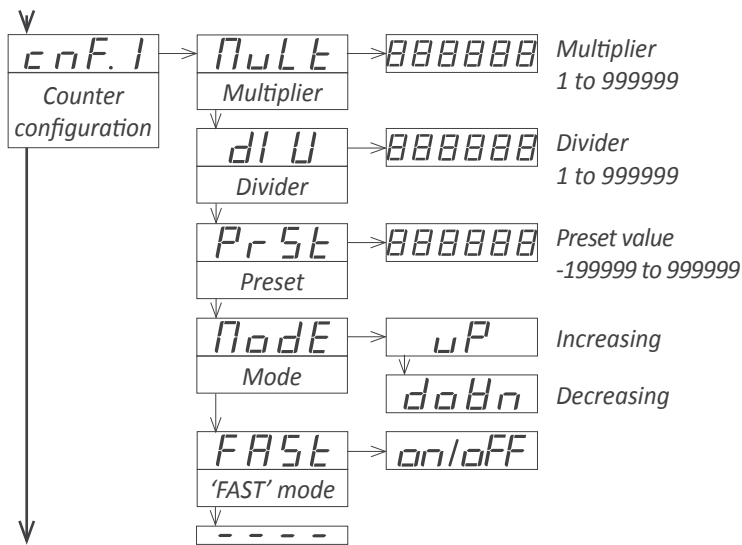 cnF.1
Counter
configuration
MuLt
Multiplier
888888
Multiplier
1 to 999999
dIV
Divider
888888
Divider
1 to 999999
PrSt
Preset
888888
Preset value
-199999 to 999999
ModE
Mode
uP
Increasing
doWn
Decreasing
FASt
‘FAST’ mode
on/oFF
- - - -